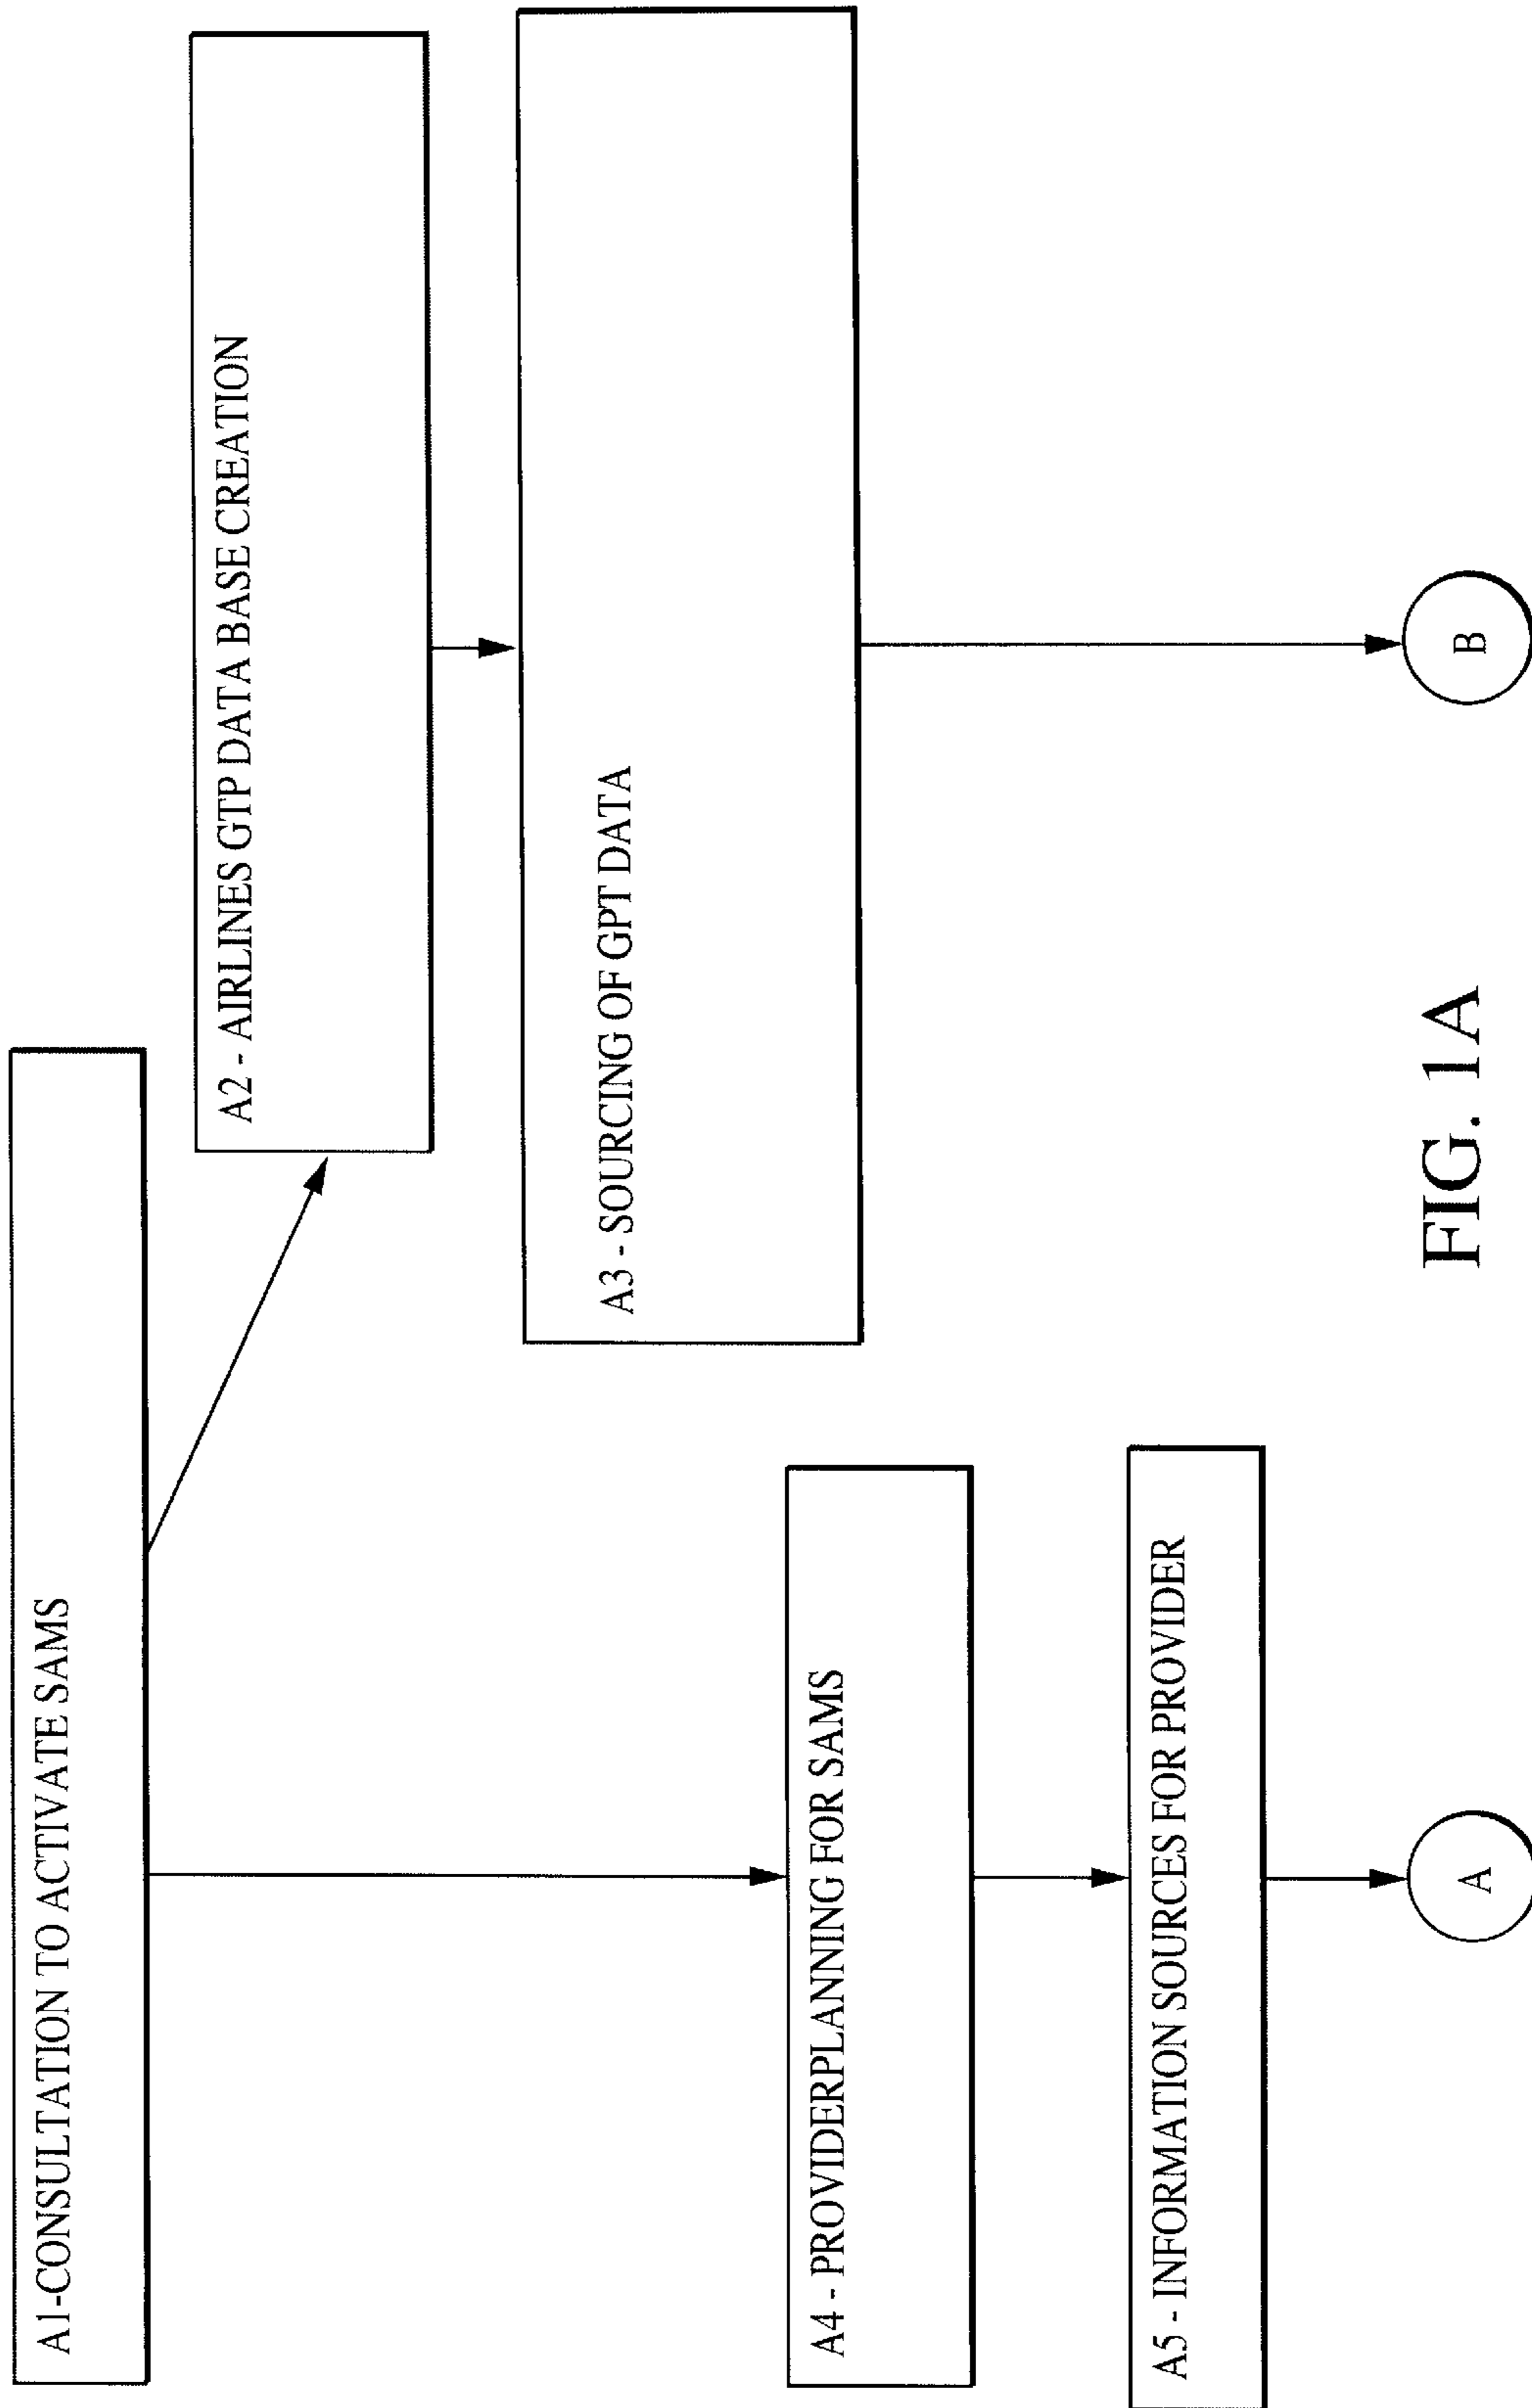 A1-CONSULTATION TO ACTIVATE SAMS
A2 - AIRLINES GTP DATA BASE CREATION
A3 - SOURCING OF GPT DATA
A4 - PROVIDERPLANNING FOR SAMS
A5 - INFORMATION SOURCES FOR PROVIDER
A
B
FIG. 1A